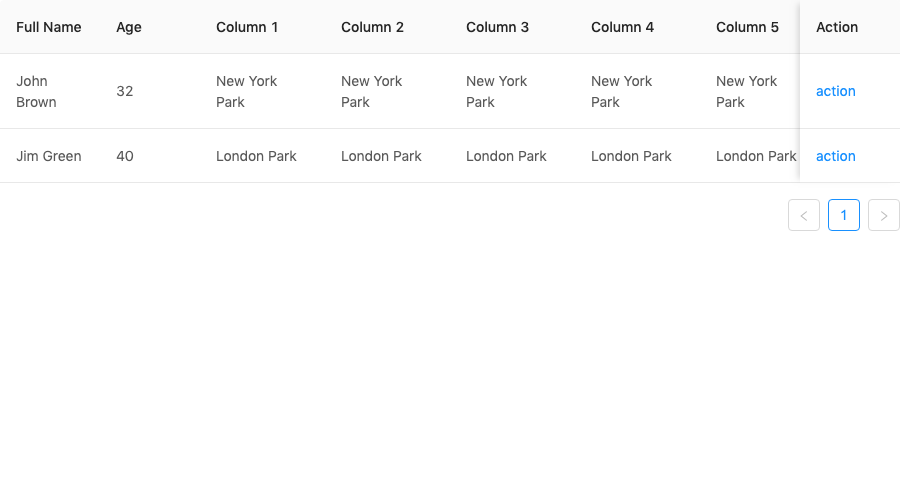 Full Name Age Column 1 Column 2 Column 3 Column 4 Column 5 Action
John Brown 32 New York Park New York Park New York Park New York Park New York Park action
Jim Green 40 London Park London Park London Park London Park London Park action
1